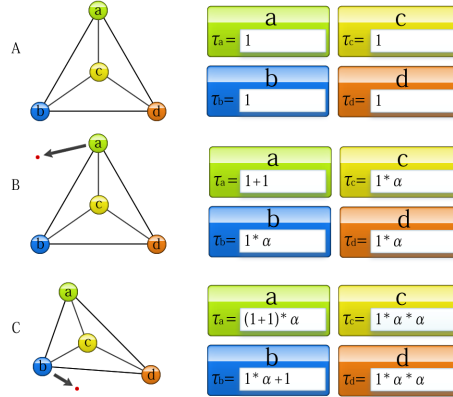 A
a
c
b
d
a
τa= 1
c
τc= 1
b
τb= 1
d
τd= 1
B
a
c
b
d
a
τa= 1+1
c
τc= 1* α
b
τb= 1* α
d
τd= 1* α
C
a
c
b
d
a
τa= (1+1)* α
c
τc= 1* α* α
b
τb= 1* α+1
d
τd= 1* α* α